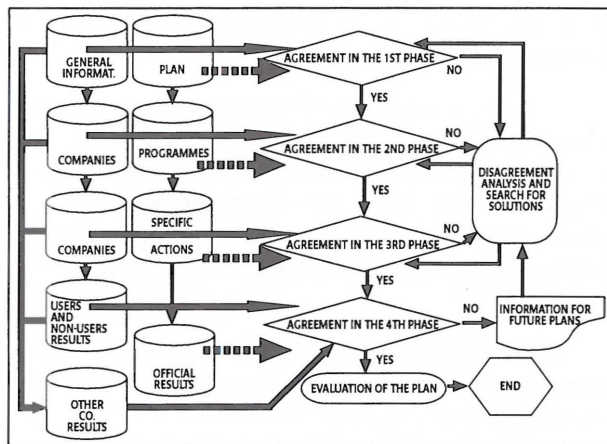 GENERAL
INFORMAT.
PLAN
AGREEMENT IN THE 1ST PHASE
NO
YES
COMPANIES
PROGRAMMES
AGREEMENT IN THE 2ND PHASE
NO
YES
DISAGREEMENT
ANALYSIS AND
SEARCH FOR
SOLUTIONS
COMPANIES
SPECIFIC
ACTIONS
AGREEMENT IN THE 3RD PHASE
NO
YES
USERS
AND
NON-USERS
RESULTS
AGREEMENT IN THE 4TH PHASE
NO
INFORMATION FOR
FUTURE PLANS
YES
OFFICIAL
RESULTS
EVALUATION OF THE PLAN
END
OTHER
CO.
RESULTS